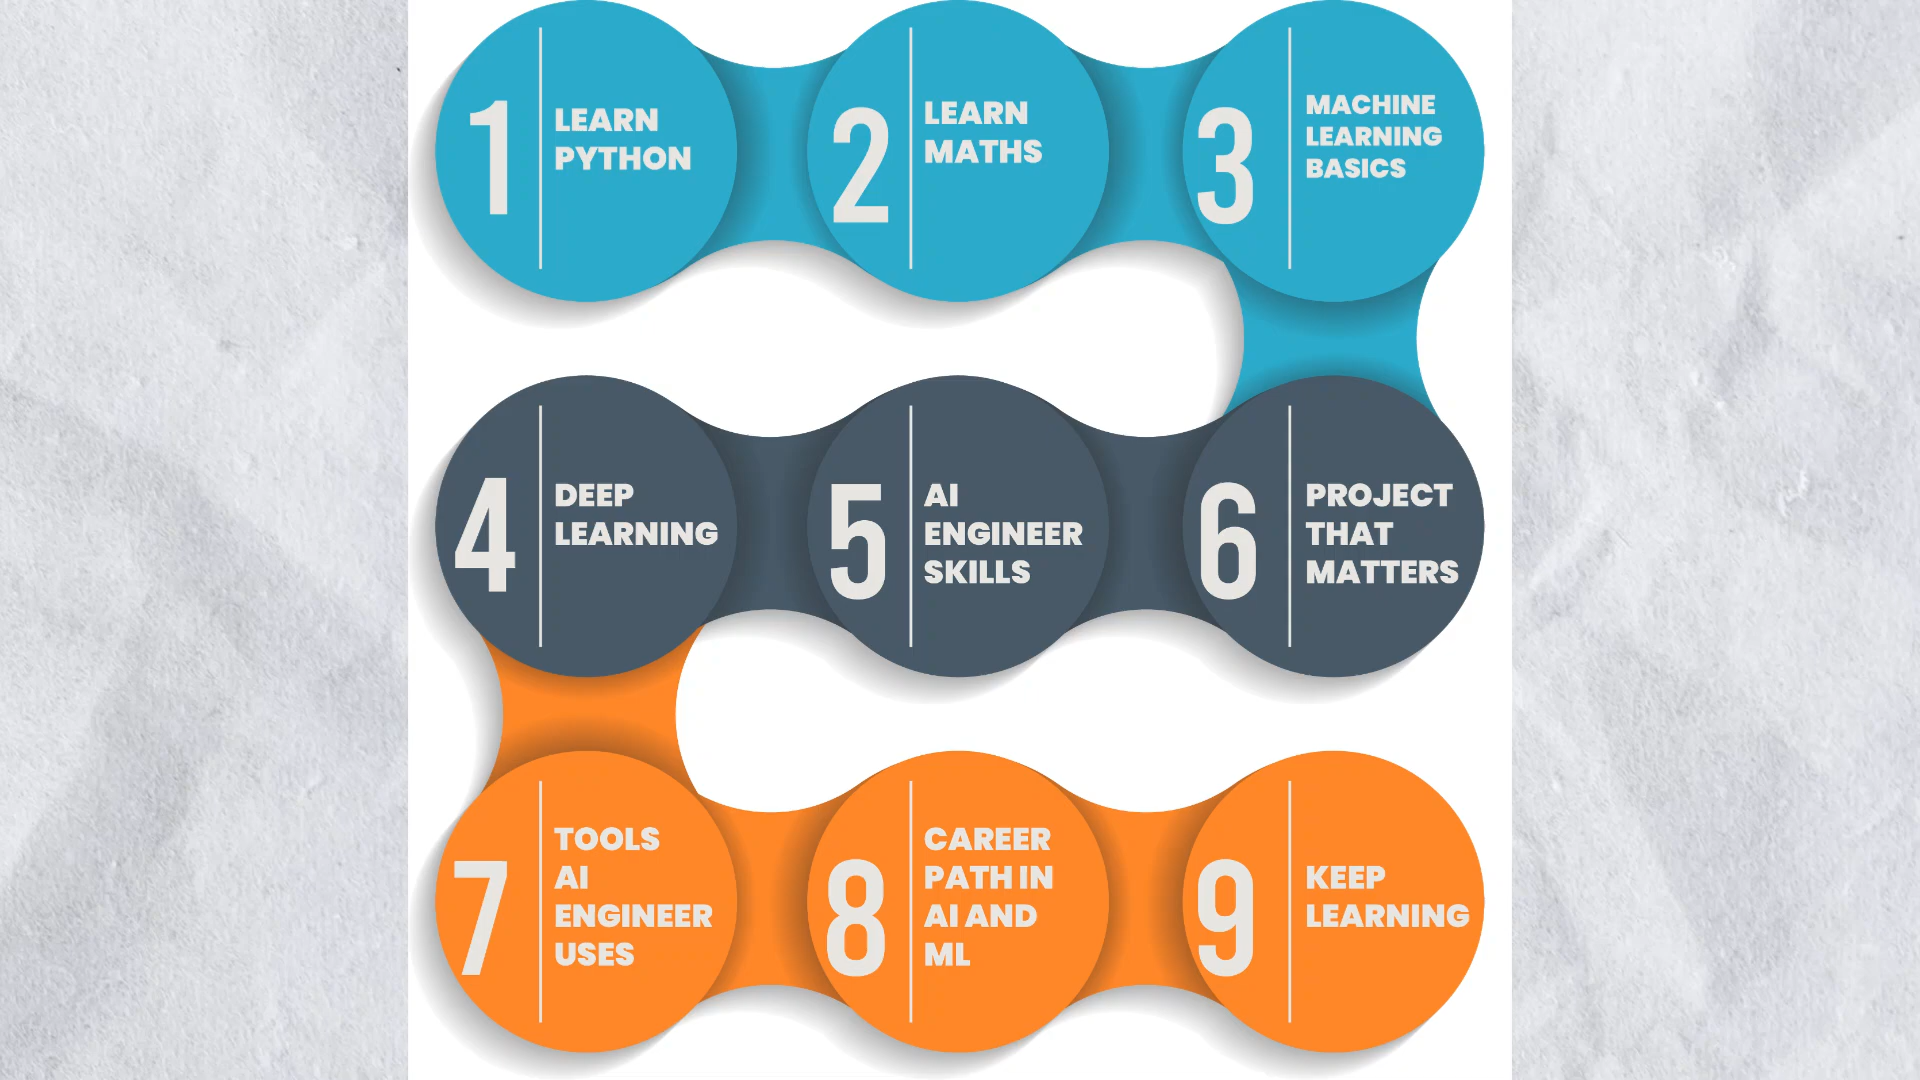 1
LEARN
PYTHON
2
LEARN
MATHS
3
MACHINE
LEARNING
BASICS
4
DEEP
LEARNING
5
AI
ENGINEER
SKILLS
6
PROJECT
THAT
MATTERS
7
TOOLS
AI
ENGINEER
USES
8
CAREER
PATH IN
AI AND
ML
9
KEEP
LEARNING